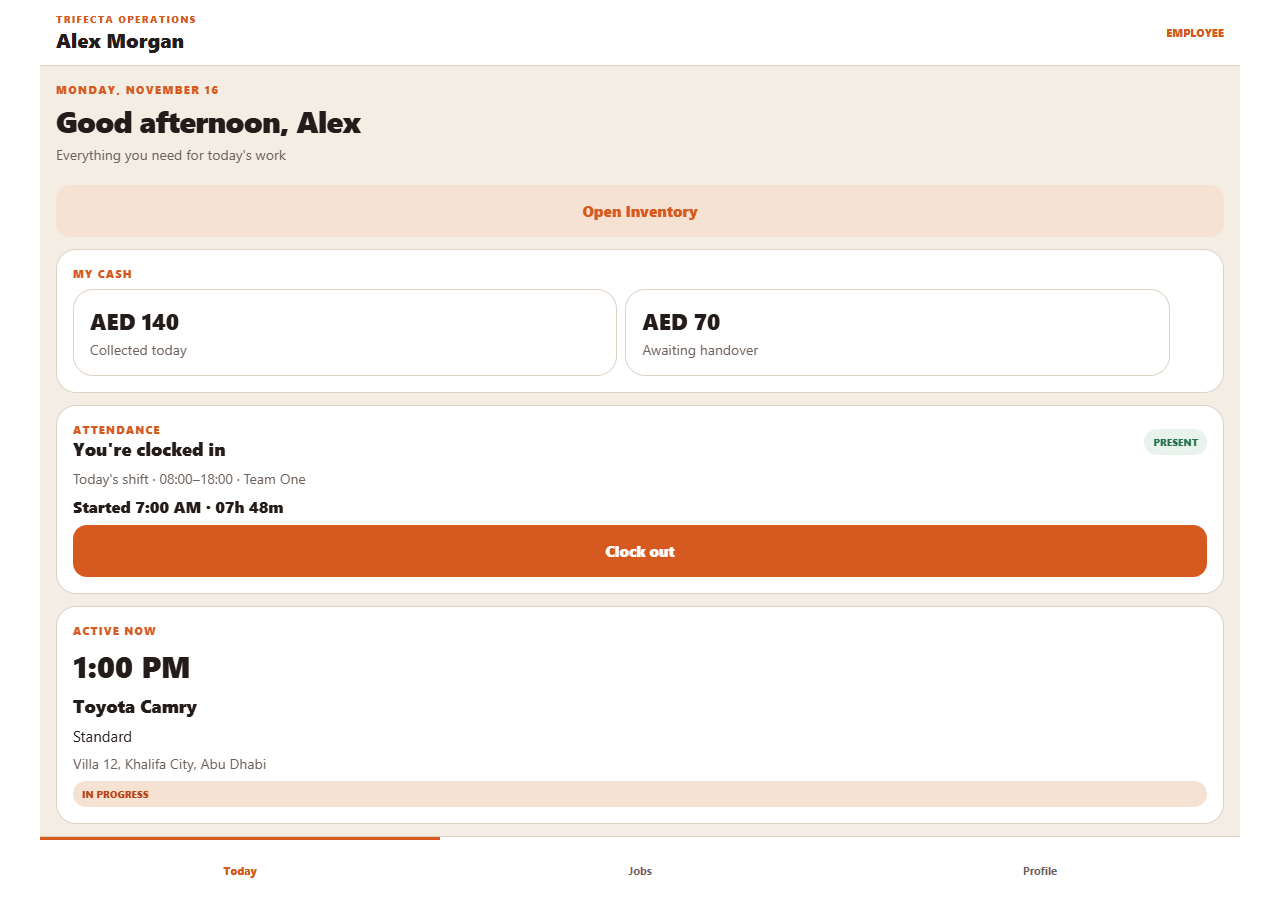 TRIFECTA OPERATIONS
Alex Morgan
EMPLOYEE
MONDAY, NOVEMBER 16
Good afternoon, Alex
Everything you need for today's work
Open Inventory
MY CASH
AED 140
Collected today
AED 70
Awaiting handover
ATTENDANCE
You're clocked in
PRESENT
Today's shift · 08:00–18:00 · Team One
Started 7:00 AM · 07h 48m
Clock out
ACTIVE NOW
1:00 PM
Toyota Camry
Standard
Villa 12, Khalifa City, Abu Dhabi
IN PROGRESS
Today
Jobs
Profile